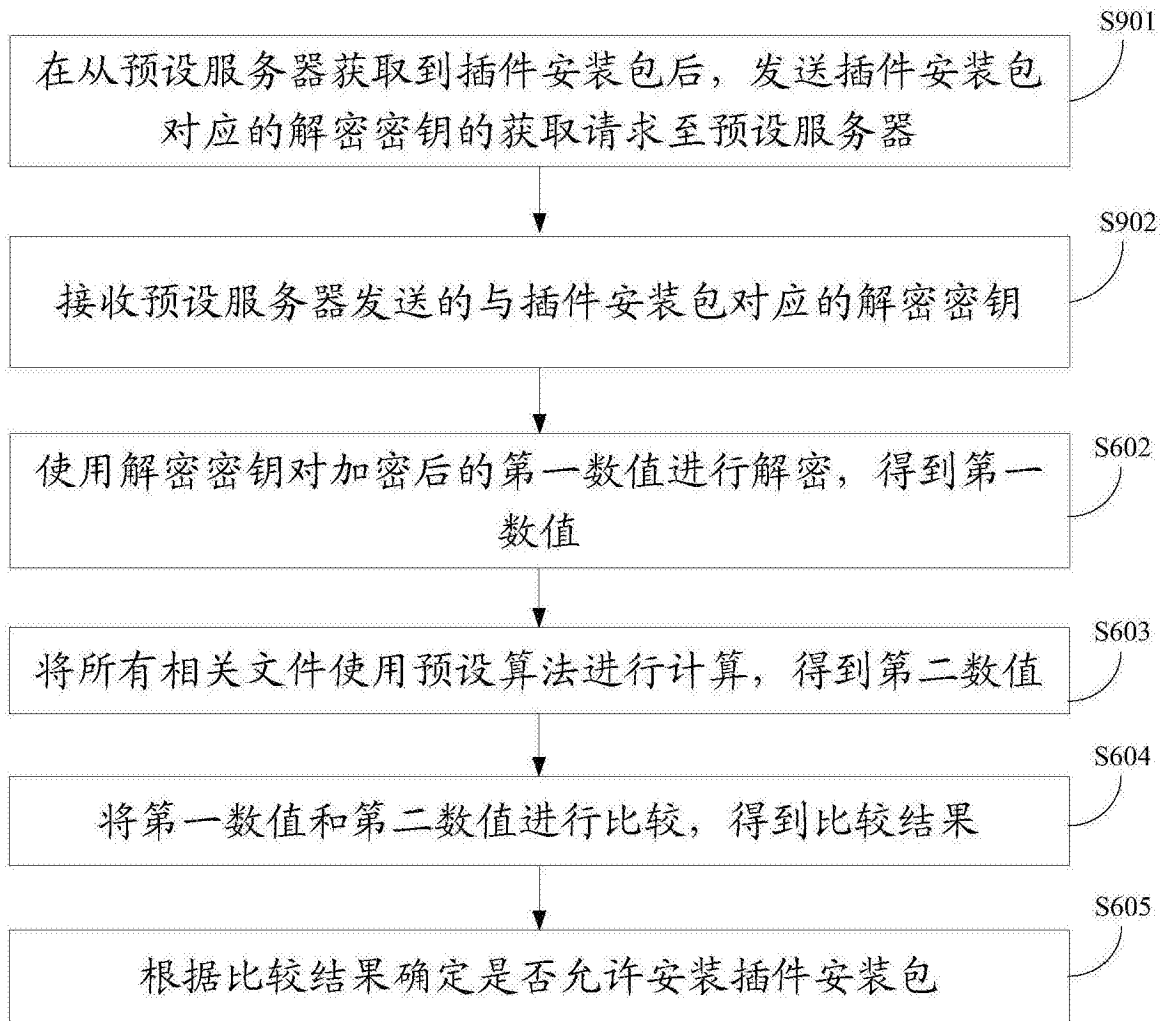 S901
在从预设服务器获取到插件安装包后，发送插件安装包
对应的解密密钥的获取请求至预设服务器
S902
接收预设服务器发送的与插件安装包对应的解密密钥
S602
使用解密密钥对加密后的第一数值进行解密，得到第一
数值
S603
将所有相关文件使用预设算法进行计算，得到第二数值
S604
将第一数值和第二数值进行比较，得到比较结果
S605
根据比较结果确定是否允许安装插件安装包